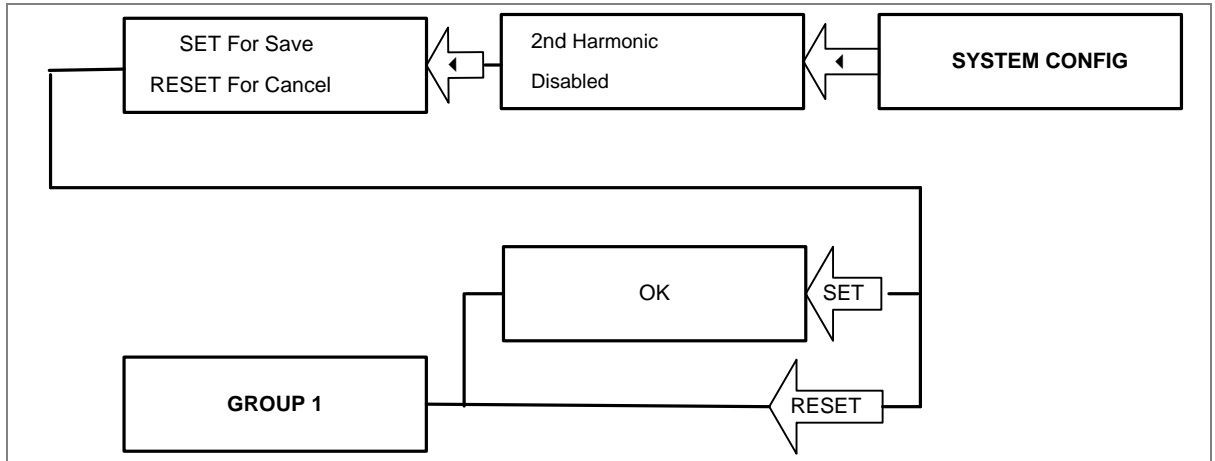 SET For Save
RESET For Cancel
2nd Harmonic
Disabled
SYSTEM CONFIG
OK
SET
GROUP 1
RESET